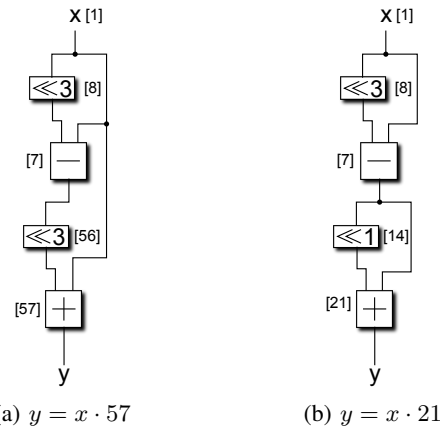 x [1]
x [1]
⋘3 [8]
⋘3 [8]
[7] —
[7] —
⋘3 [56]
⋘1 [14]
[57] +
[21] +
y
y
a) y = x · 57
(b) y = x · 21